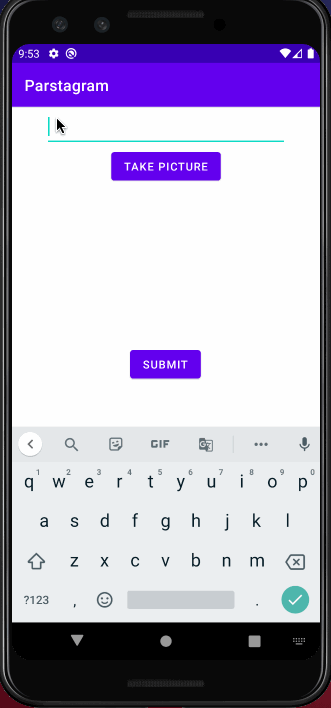 9:53
Parstagram
TAKE PICTURE
SUBMIT
GIF
q1 w2 e3 r4 t5 y6 u7 i8 o9 p0
a s d f g h j k l
z x c v b n m
?123 , .